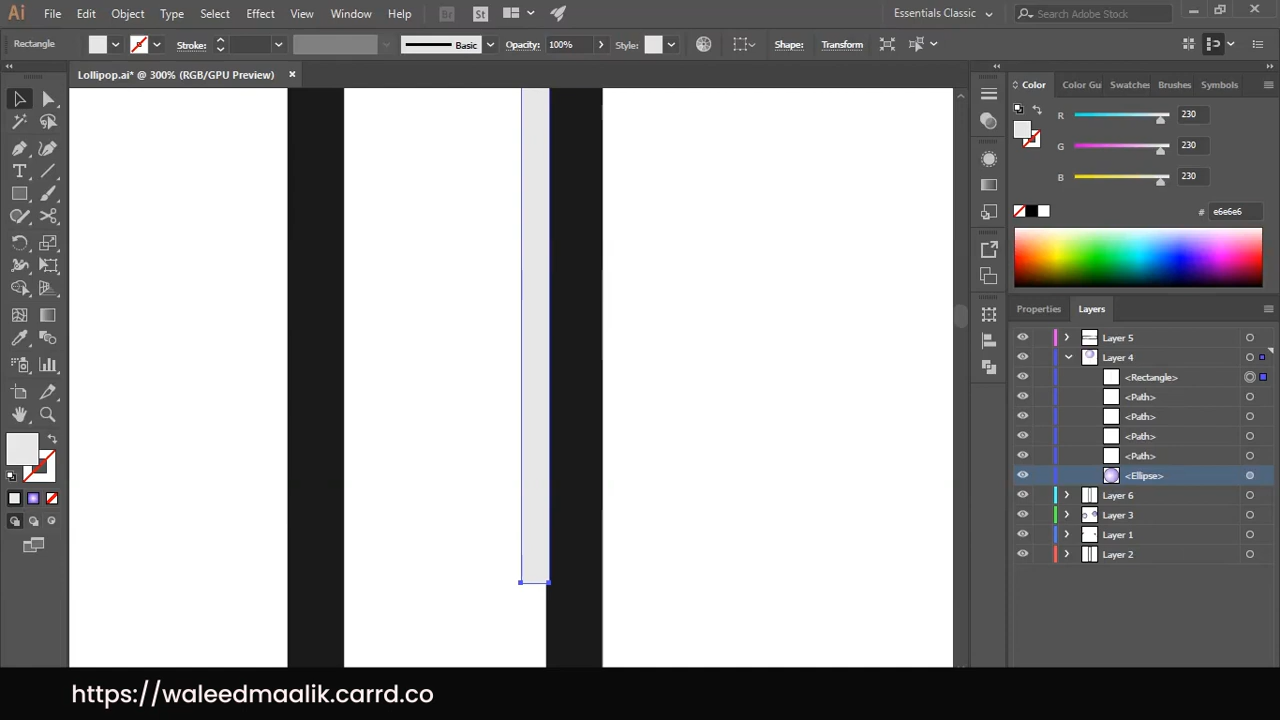 Ai File Edit Object Type Select Effect View Window Help Br St Essentials Classic Search Adobe Stock
Rectangle Stroke: Basic Opacity: 100% Style: Shape: Transform
Lollipop.ai* @ 300% (RGB/GPU Preview)
Color Color Gu Swatches Brushes Symbols
R 230
G 230
B 230
# e6e6e6
Properties Layers
Layer 5
Layer 4
<Rectangle>
<Path>
<Path>
<Path>
<Path>
<Ellipse>
Layer 6
Layer 3
Layer 1
Layer 2
https://waleedmaalik.carrd.co